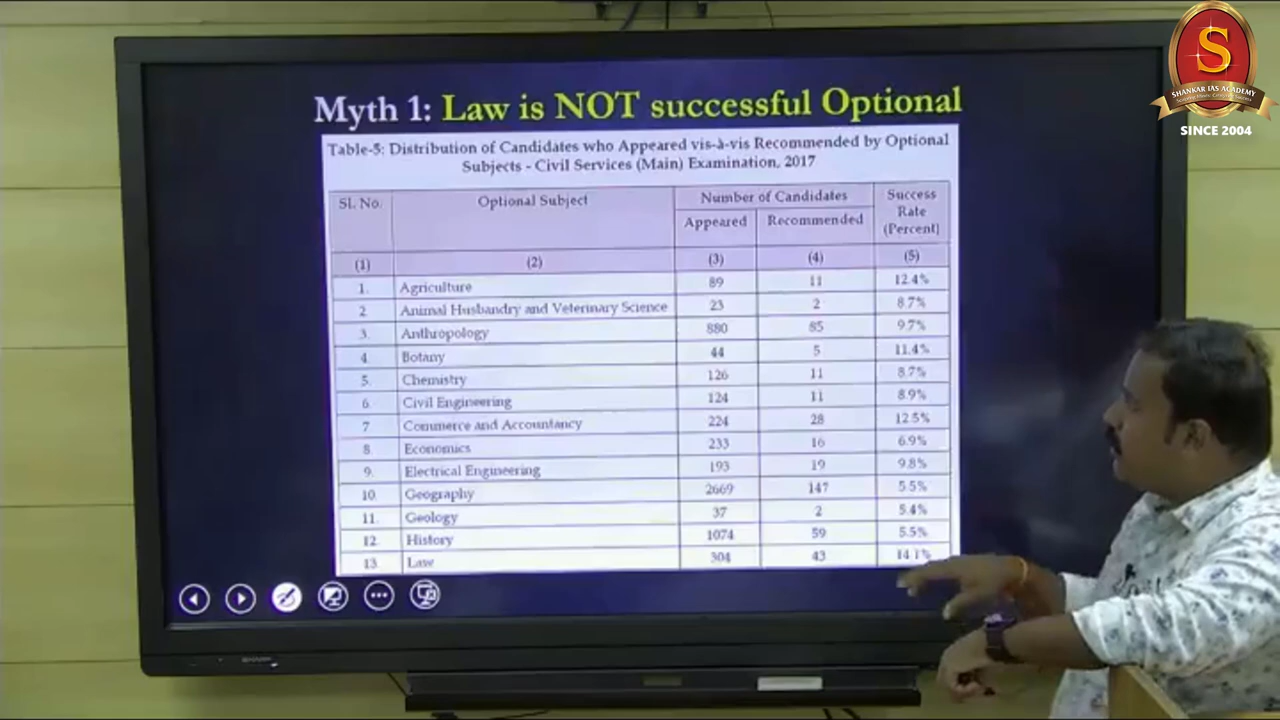 S
SHANKAR IAS ACADEMY
SINCE 2004
Myth 1: Law is NOT successful Optional
Table-5: Distribution of Candidates who Appeared vis-à-vis Recommended by Optional
Subjects - Civil Services (Main) Examination, 2017
Sl. No. Optional Subject Number of Candidates Success Rate (Percent)
Appeared Recommended
(1) (2) (3) (4) (5)
1. Agriculture 89 11 12.4%
2 Animal Husbandry and Veterinary Science 23 2 8.7%
3. Anthropology 880 85 9.7%
4. Botany 44 5 11.4%
5. Chemistry 126 11 8.7%
6. Civil Engineering 124 11 8.9%
7 Commerce and Accountancy 224 28 12.5%
8 Economics 233 16 6.9%
9. Electrical Engineering 193 19 9.8%
10. Geography 2669 147 5.5%
11. Geology 37 2 5.4%
12. History 1074 59 5.5%
13. Law 304 43 14.1%
SHARP